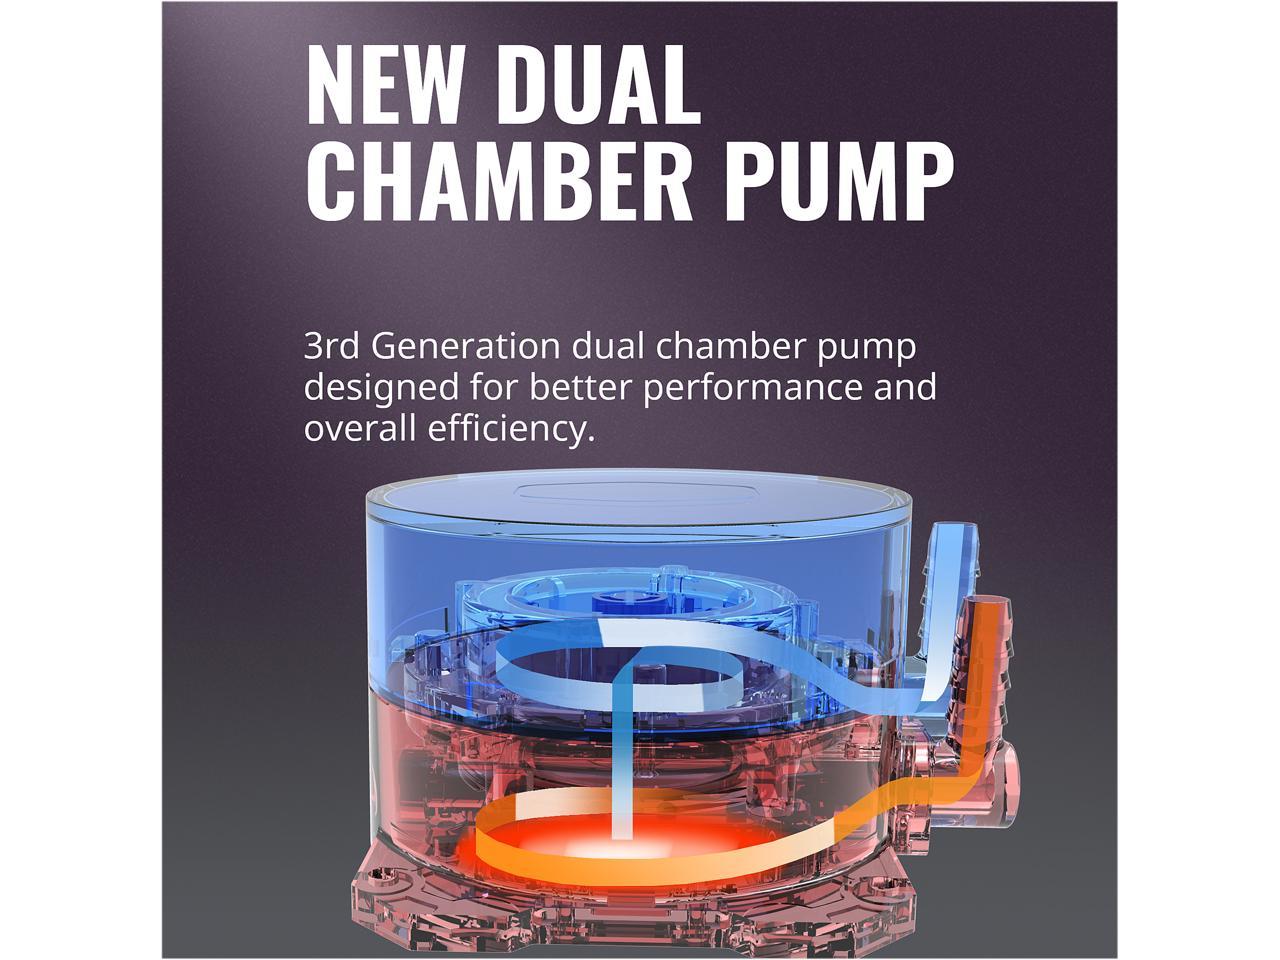 NEW DUAL
CHAMBER PUMP
3rd Generation dual chamber pump
designed for better performance and
overall efficiency.